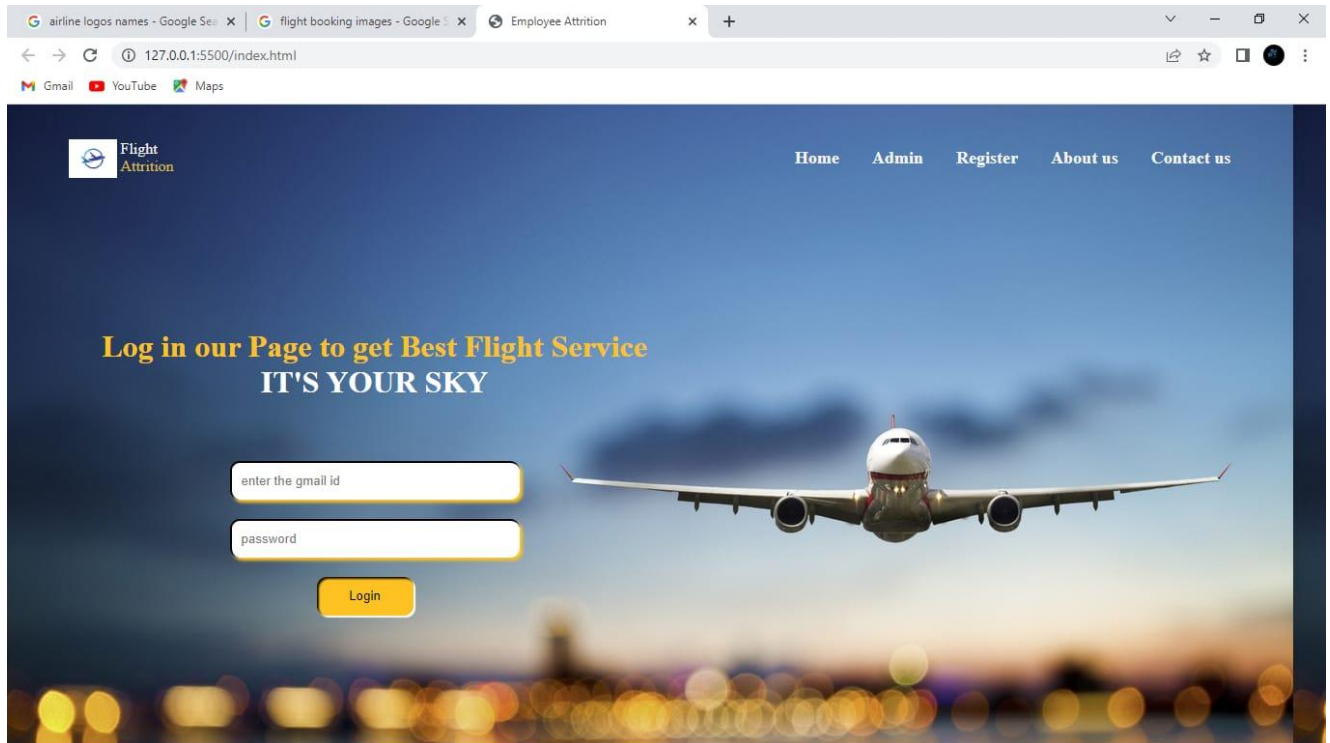 airline logos names - Google Sea
flight booking images - Google S
Employee Attrition
127.0.0.1:5500/index.html
Gmail YouTube Maps
Flight
Attrition
Home Admin Register About us Contact us
Log in our Page to get Best Flight Service
IT'S YOUR SKY
enter the gmail id
password
Login